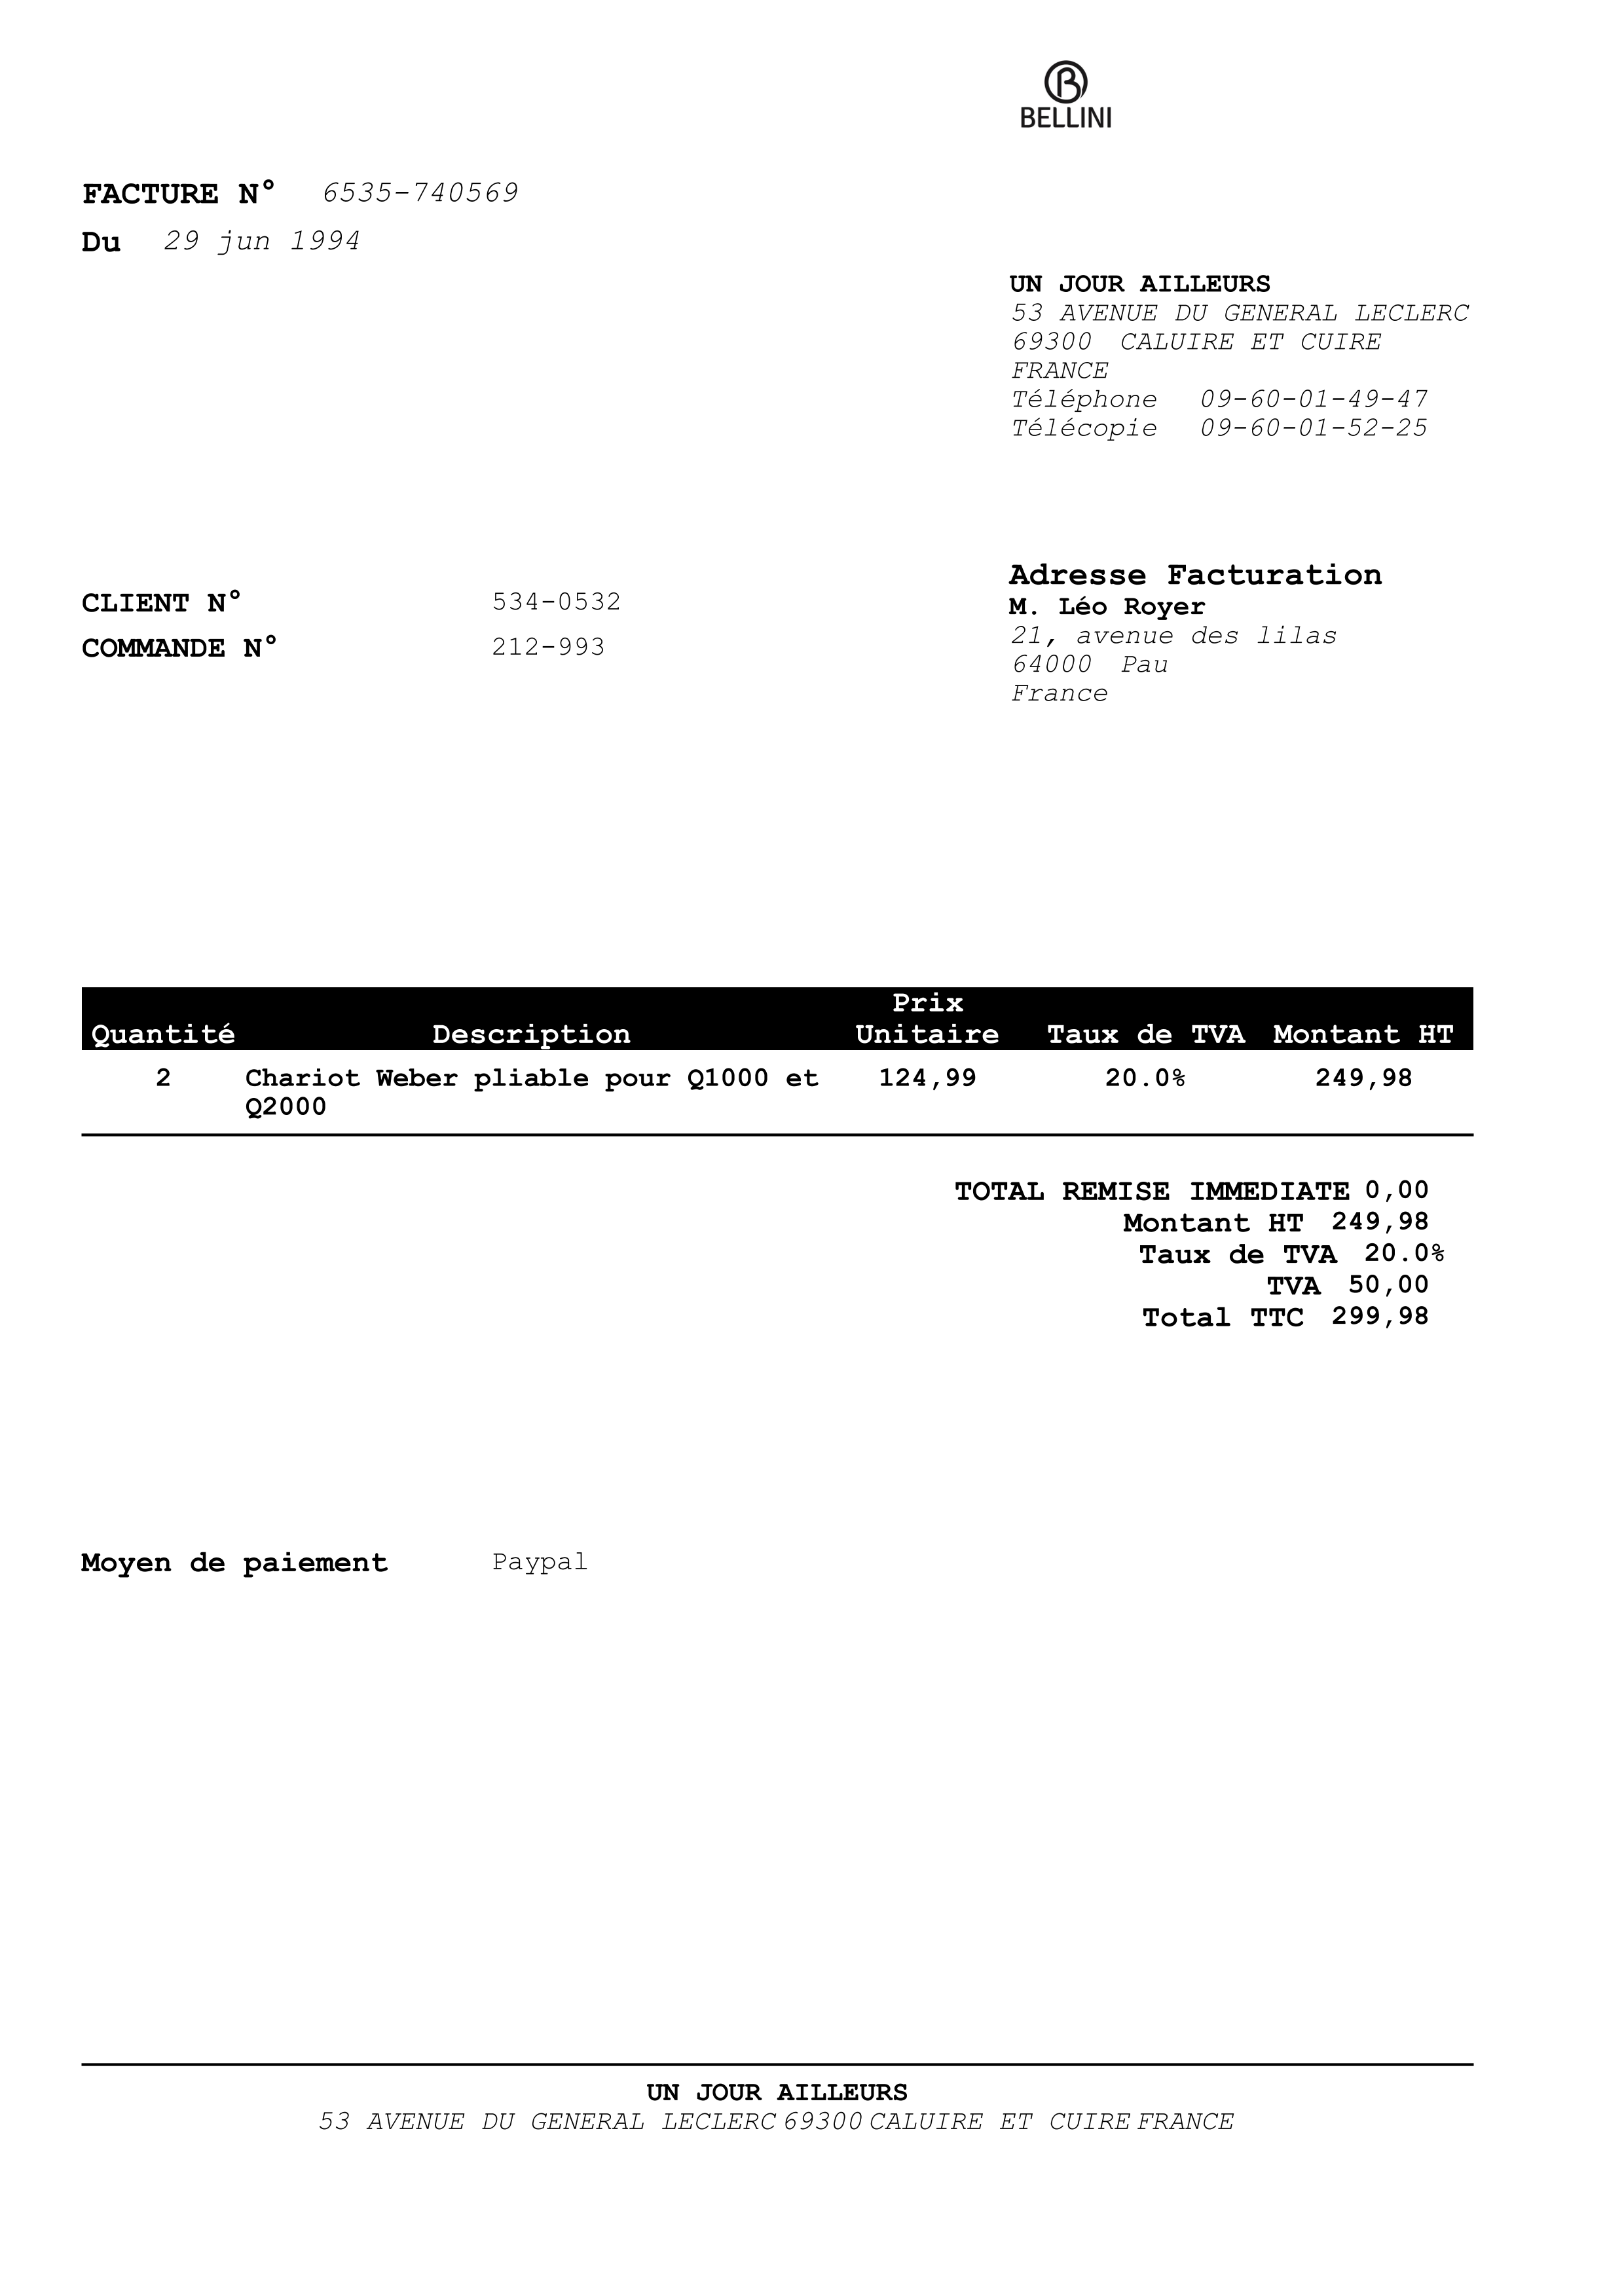 BELLINI
FACTURE N° 6535-740569
Du 29 jun 1994
UN JOUR AILLEURS
53 AVENUE DU GENERAL LECLERC
69300 CALUIRE ET CUIRE
FRANCE
Téléphone 09-60-01-49-47
Télécopie 09-60-01-52-25
Adresse Facturation
M. Léo Royer
21, avenue des lilas
64000 Pau
France
CLIENT N° 534-0532
COMMANDE N° 212-993
Quantité Description Prix Unitaire Taux de TVA Montant HT
2 Chariot Weber pliable pour Q1000 et 124,99 20.0% 249,98
Q2000
TOTAL REMISE IMMEDIATE 0,00
Montant HT 249,98
Taux de TVA 20.0%
TVA 50,00
Total TTC 299,98
Moyen de paiement Paypal
UN JOUR AILLEURS
53 AVENUE DU GENERAL LECLERC 69300 CALUIRE ET CUIRE FRANCE